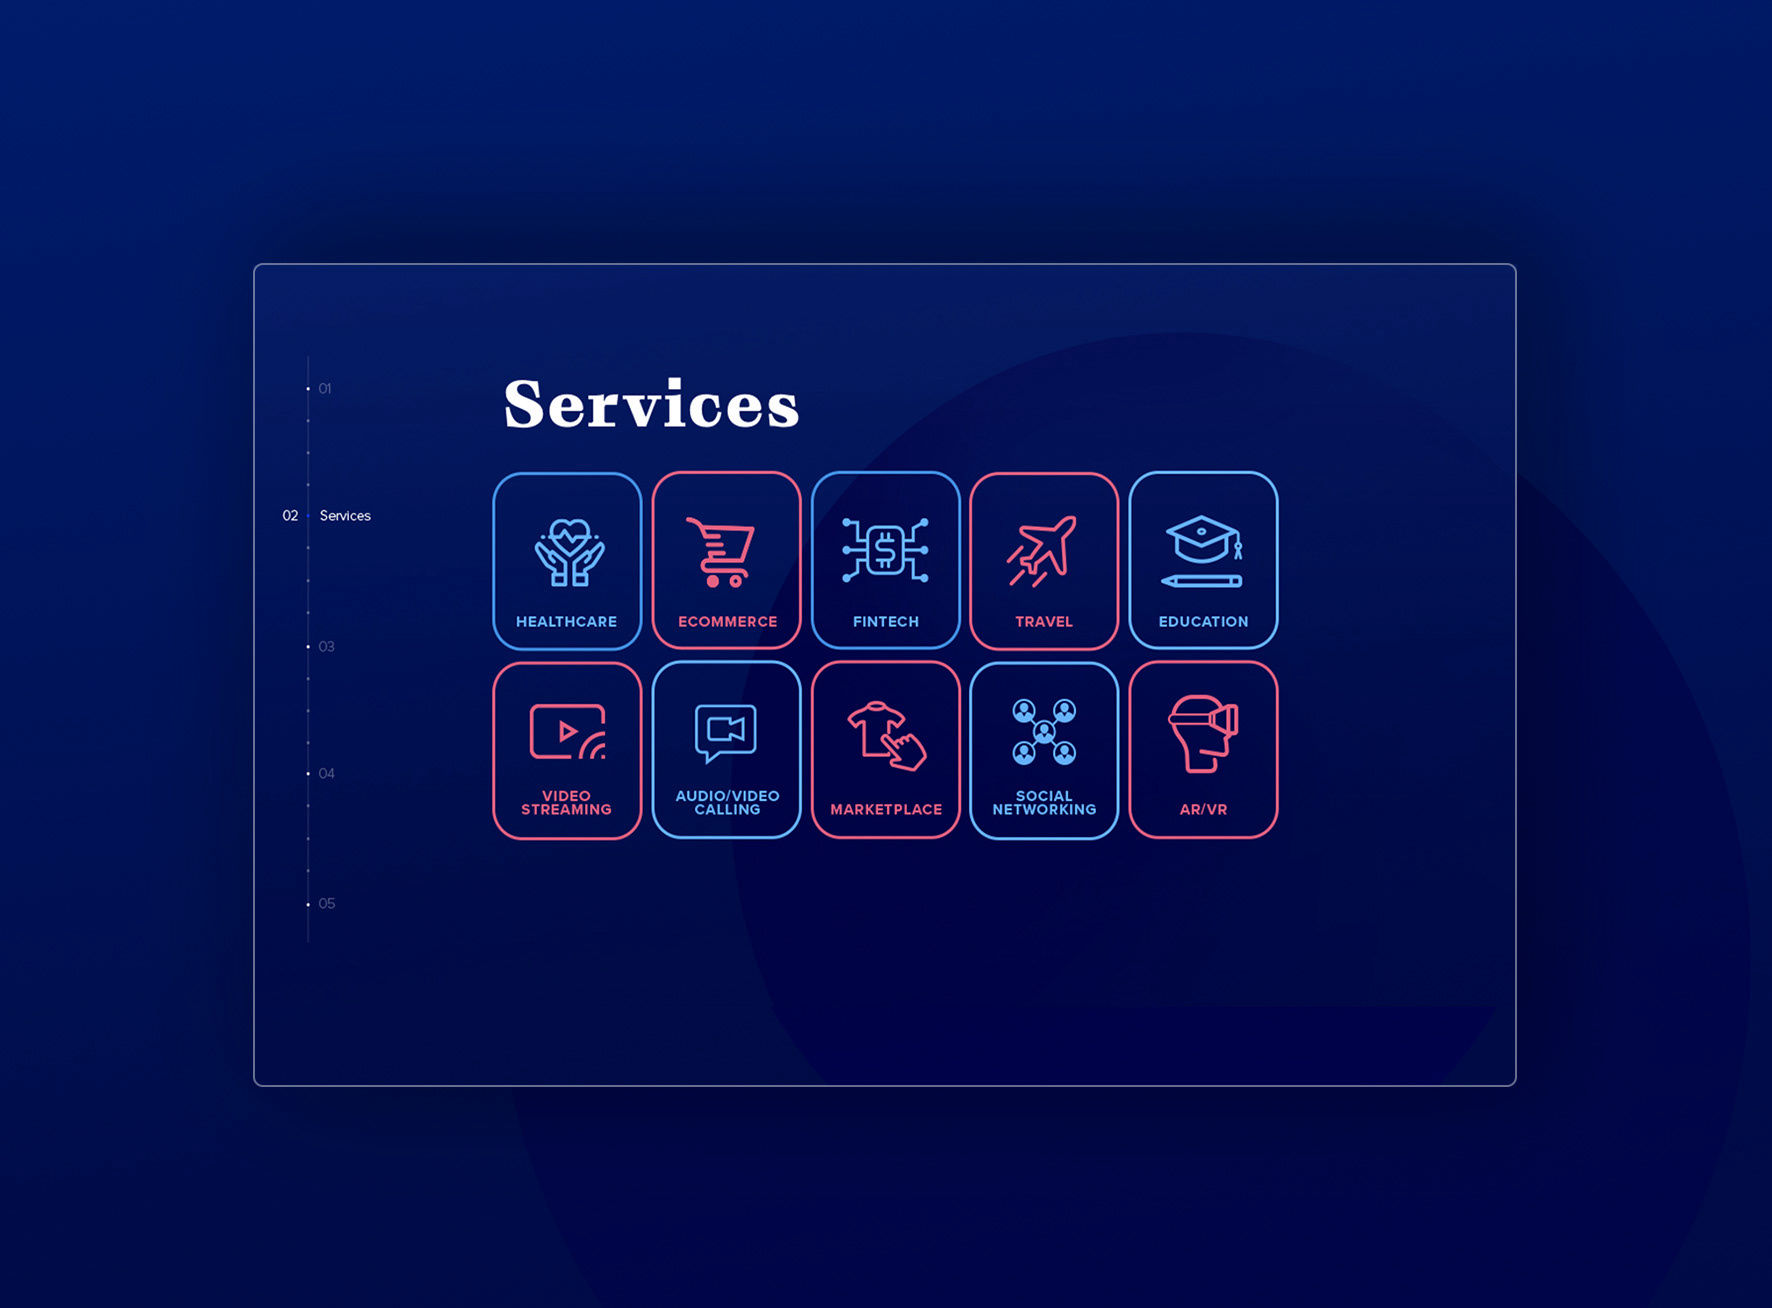 01
02 Services
03
04
05
Services
HEALTHCARE
ECOMMERCE
FINTECH
TRAVEL
EDUCATION
VIDEO
STREAMING
AUDIO/VIDEO
CALLING
MARKETPLACE
SOCIAL
NETWORKING
AR/VR